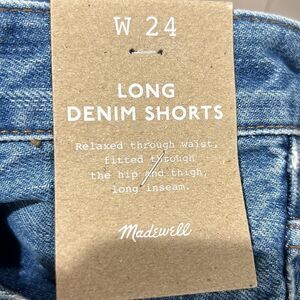 W 24
LONG
DENIM SHORTS
Relaxed through waist,
fitted through
the hip and thigh,
long inseam.
Madewell